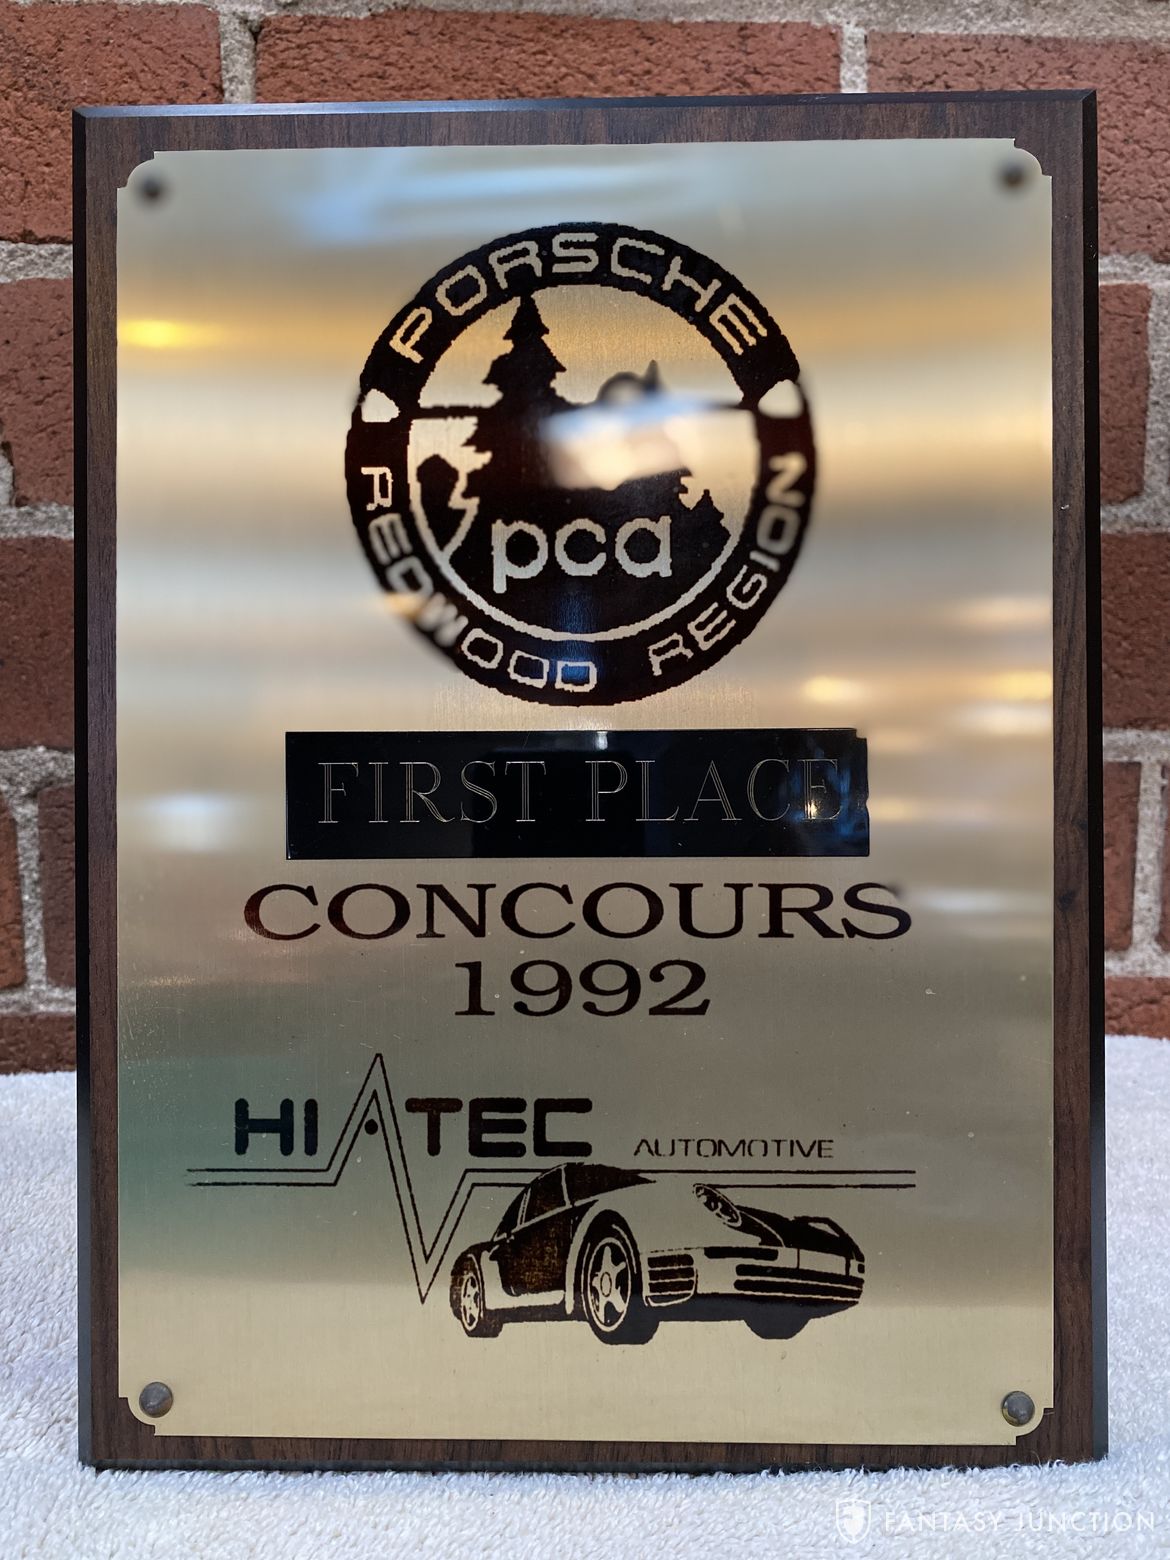 PORSCHE
pca
REDWOOD REGION
FIRST PLACE
CONCOURS
1992
HI TEC AUTOMOTIVE
FANTASY JUNCTION